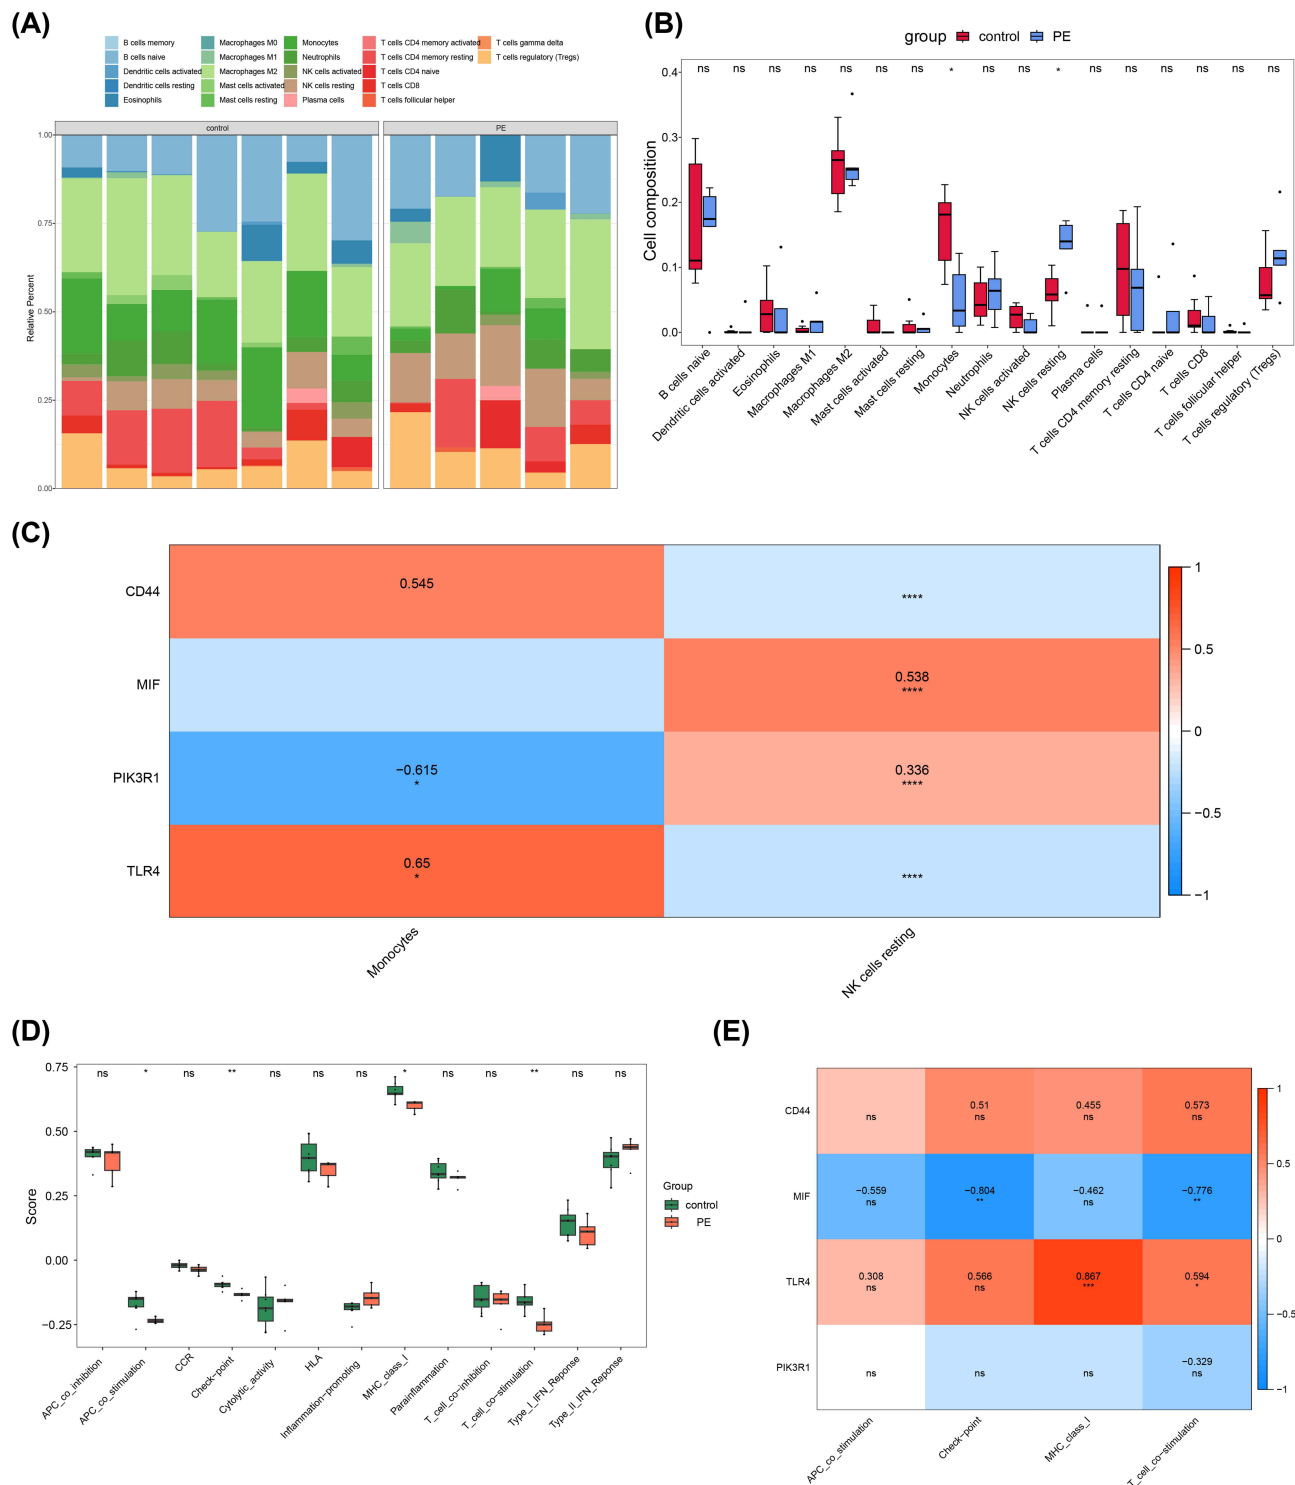 (A)
B cells memory
B cells naive
Dendritic cells activated
Dendritic cells resting
Eosinophils
Macrophages M0
Macrophages M1
Macrophages M2
Mast cells activated
Mast cells resting
Monocytes
Neutrophils
NK cells activated
NK cells resting
Plasma cells
T cells CD4 memory activated
T cells CD4 memory resting
T cells CD4 naive
T cells CD8
T cells follicular helper
T cells gamma delta
T cells regulatory (Tregs)
control
PE
Relative Percent
1.00
0.75
0.50
0.25
0.00
(B)
group control PE
ns ns ns ns ns ns ns * ns ns * ns ns ns ns ns ns
Cell composition
0.4
0.3
0.2
0.1
0.0
B cells naive
Dendritic cells activated
Eosinophils
Macrophages M1
Macrophages M2
Mast cells activated
Mast cells resting
Monocytes
Neutrophils
NK cells activated
NK cells resting
Plasma cells
T cells CD4 memory resting
T cells CD4 naive
T cells CD8
T cells follicular helper
T cells regulatory (Tregs)
(C)
CD44
0.545
****
MIF
0.538
****
PIK3R1
−0.615
*
0.336
****
TLR4
0.65
*
****
Monocytes
NK cells resting
1
0.5
0
−0.5
−1
(D)
ns * ns ** ns ns ns * ns ns ** ns ns
Score
0.75
0.50
0.25
0.00
−0.25
APC_co_inhibition
APC_co_stimulation
CCR
Check−point
Cytolytic_activity
HLA
Inflammation−promoting
MHC_class_I
Parainflammation
T_cell_co−inhibition
T_cell_co−stimulation
Type_I_IFN_Reponse
Type_II_IFN_Reponse
Group
control
PE
(E)
CD44
ns
0.51
ns
0.455
ns
0.573
ns
MIF
−0.559
ns
−0.804
**
−0.462
ns
−0.776
**
TLR4
0.308
ns
0.566
ns
0.867
***
0.594
*
PIK3R1
ns
ns
ns
−0.329
ns
APC_co_stimulation
Check−point
MHC_class_I
T_cell_co−stimulation
1
0.5
0
−0.5
−1